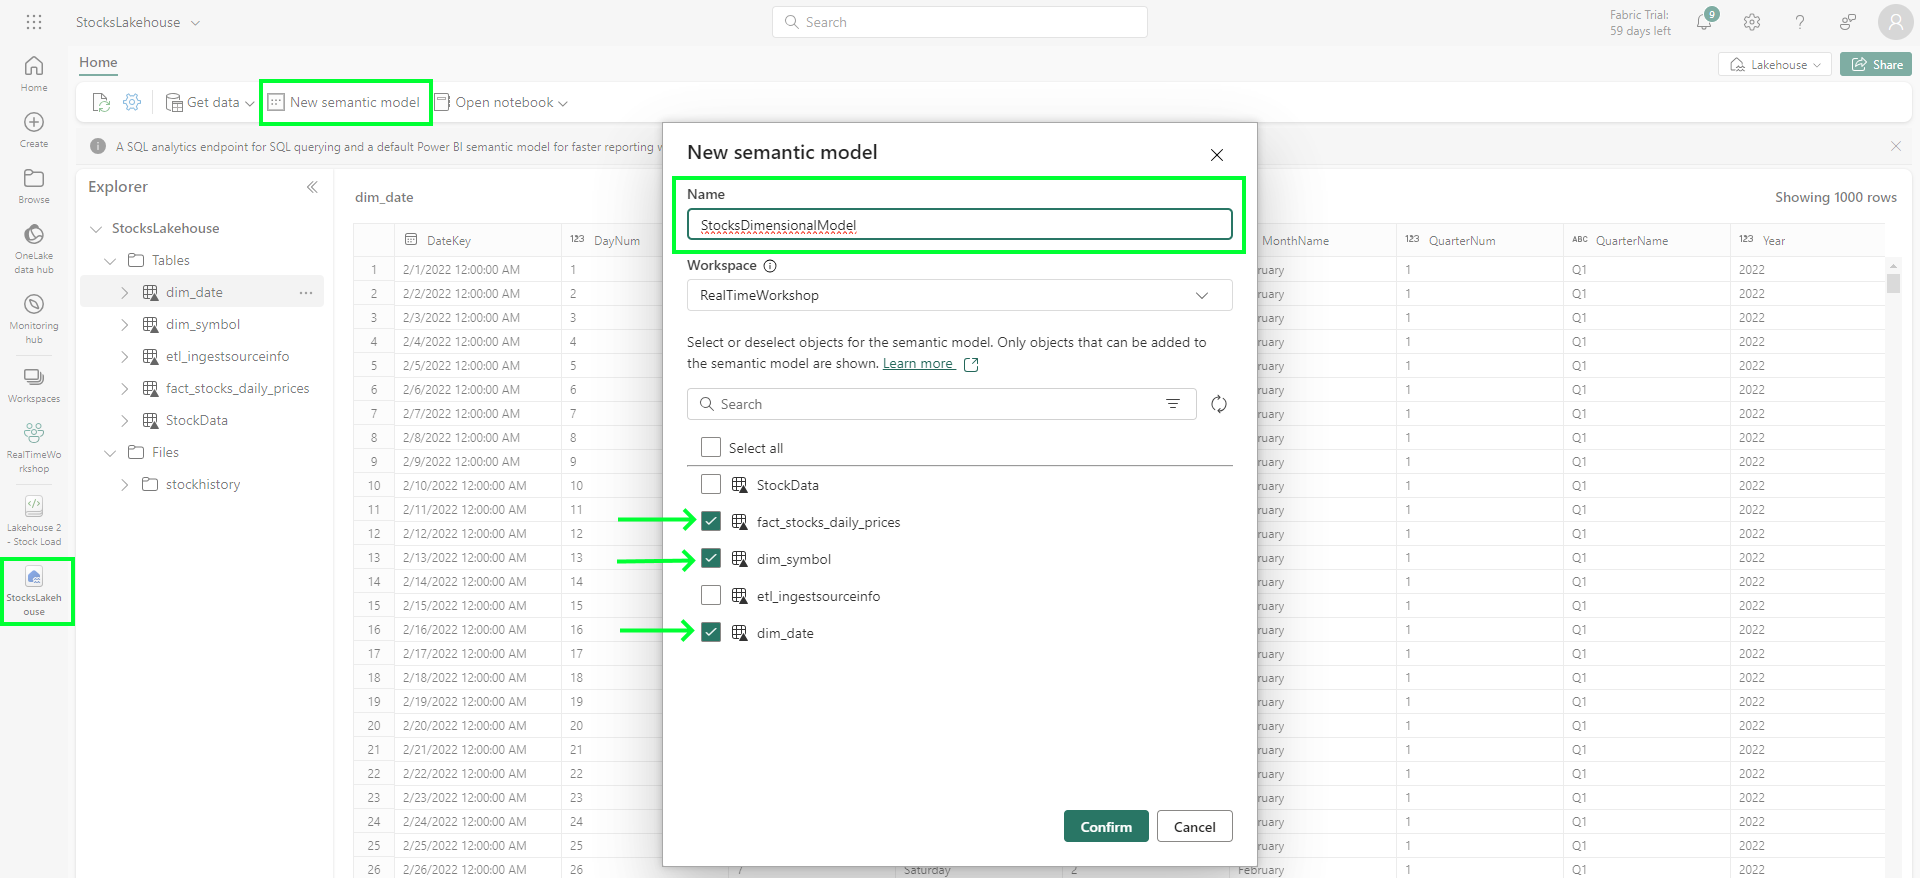 StocksLakehouse
Search
Fabric Trial:
59 days left
9
Home
Lakehouse
Share
Get data
New semantic model
Open notebook
A SQL analytics endpoint for SQL querying and a default Power BI semantic model for faster reporting
Home
Create
Browse
OneLake
data hub
Monitoring
hub
Workspaces
RealTimeWo
rkshop
Lakehouse 2
- Stock Load
StocksLakeh
ouse
Explorer
StocksLakehouse
Tables
dim_date
dim_symbol
etl_ingestsourceinfo
fact_stocks_daily_prices
StockData
Files
stockhistory
dim_date
Showing 1000 rows
DateKey 123 DayNum MonthName 123 QuarterNum ABC QuarterName 123 Year
1 2/1/2022 12:00:00 AM 1 ruary 1 Q1 2022
2 2/2/2022 12:00:00 AM 2 ruary 1 Q1 2022
3 2/3/2022 12:00:00 AM 3 ruary 1 Q1 2022
4 2/4/2022 12:00:00 AM 4 ruary 1 Q1 2022
5 2/5/2022 12:00:00 AM 5 ruary 1 Q1 2022
6 2/6/2022 12:00:00 AM 6 ruary 1 Q1 2022
7 2/7/2022 12:00:00 AM 7 ruary 1 Q1 2022
8 2/8/2022 12:00:00 AM 8 ruary 1 Q1 2022
9 2/9/2022 12:00:00 AM 9 ruary 1 Q1 2022
10 2/10/2022 12:00:00 AM 10 ruary 1 Q1 2022
11 2/11/2022 12:00:00 AM 11 ruary 1 Q1 2022
12 2/12/2022 12:00:00 AM 12 ruary 1 Q1 2022
13 2/13/2022 12:00:00 AM 13 ruary 1 Q1 2022
14 2/14/2022 12:00:00 AM 14 ruary 1 Q1 2022
15 2/15/2022 12:00:00 AM 15 ruary 1 Q1 2022
16 2/16/2022 12:00:00 AM 16 ruary 1 Q1 2022
17 2/17/2022 12:00:00 AM 17 ruary 1 Q1 2022
18 2/18/2022 12:00:00 AM 18 ruary 1 Q1 2022
19 2/19/2022 12:00:00 AM 19 ruary 1 Q1 2022
20 2/20/2022 12:00:00 AM 20 ruary 1 Q1 2022
21 2/21/2022 12:00:00 AM 21 ruary 1 Q1 2022
22 2/22/2022 12:00:00 AM 22 ruary 1 Q1 2022
23 2/23/2022 12:00:00 AM 23 ruary 1 Q1 2022
24 2/24/2022 12:00:00 AM 24 ruary 1 Q1 2022
25 2/25/2022 12:00:00 AM 25 ruary 1 Q1 2022
26 2/26/2022 12:00:00 AM 26 7 Saturday 2 February 1 Q1 2022
New semantic model
Name
StocksDimensionalModel
Workspace
RealTimeWorkshop
Select or deselect objects for the semantic model. Only objects that can be added to
the semantic model are shown. Learn more
Search
Select all
StockData
fact_stocks_daily_prices
dim_symbol
etl_ingestsourceinfo
dim_date
Confirm
Cancel